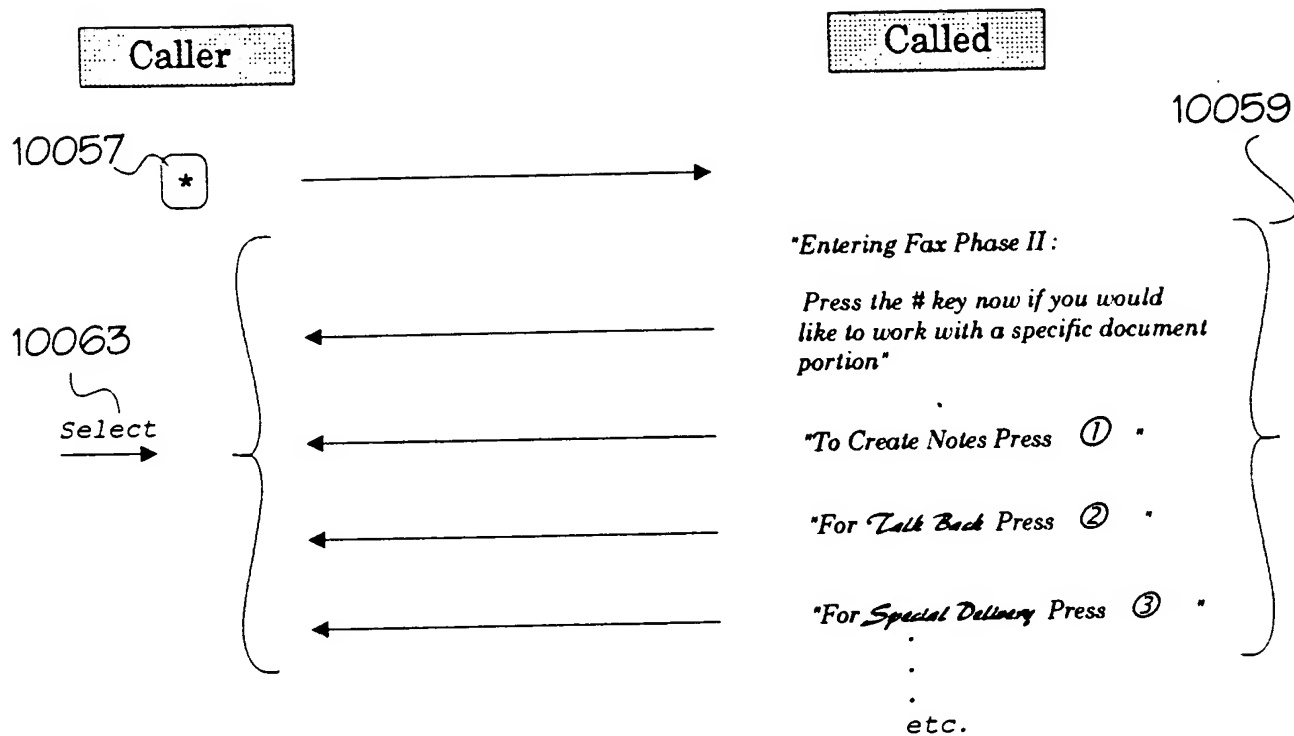 Caller
Called
10059
10057
*
"Entering Fax Phase II :
Press the # key now if you would
like to work with a specific document
portion"
10063
Select
"To Create Notes Press ① "
"For Talk Back Press ② "
"For Special Delivery Press ③ "
.
.
.
etc.